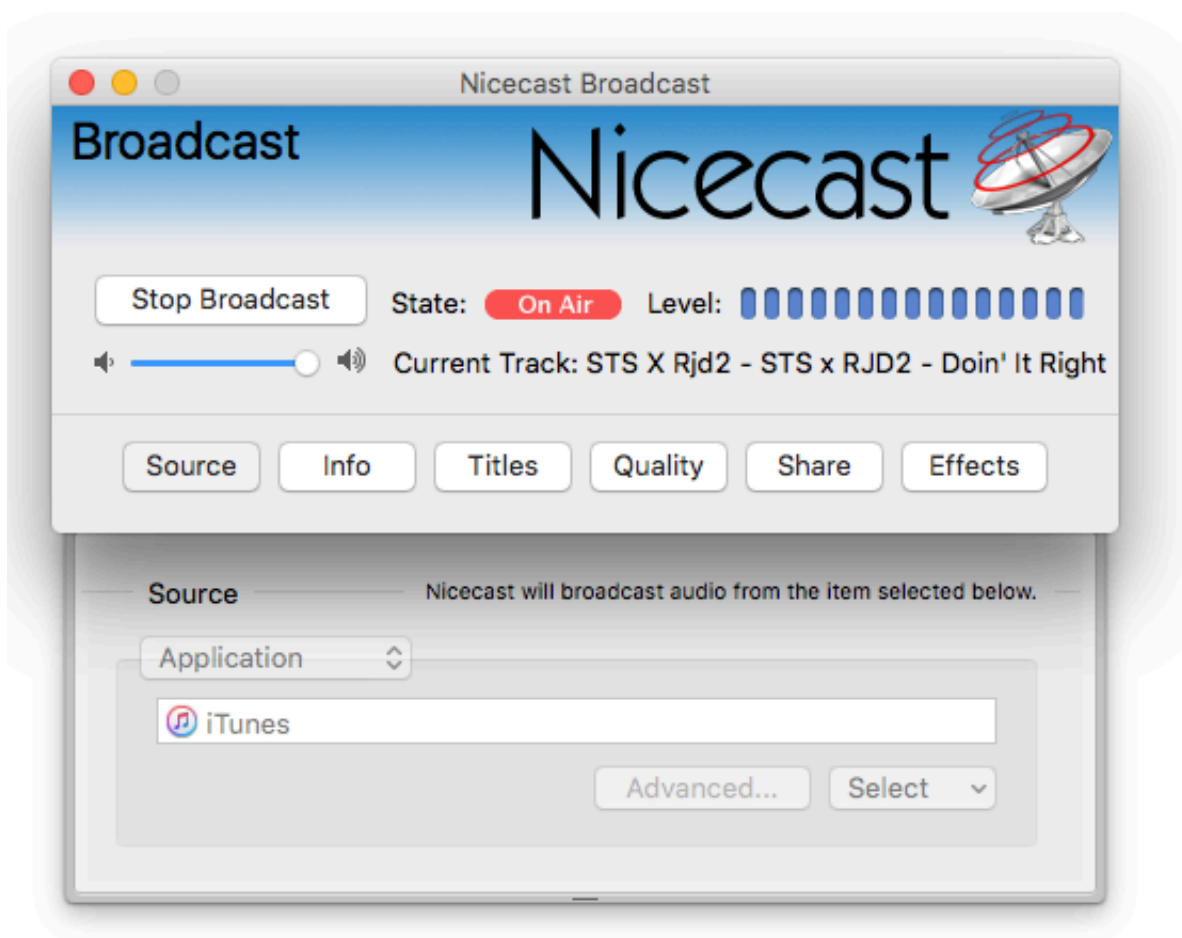 Nicecast Broadcast
Broadcast
Nicecast
Stop Broadcast State: On Air Level:
Current Track: STS X Rjd2 - STS x RJD2 - Doin' It Right
Source Info Titles Quality Share Effects
Source Nicecast will broadcast audio from the item selected below.
Application
iTunes
Advanced... Select